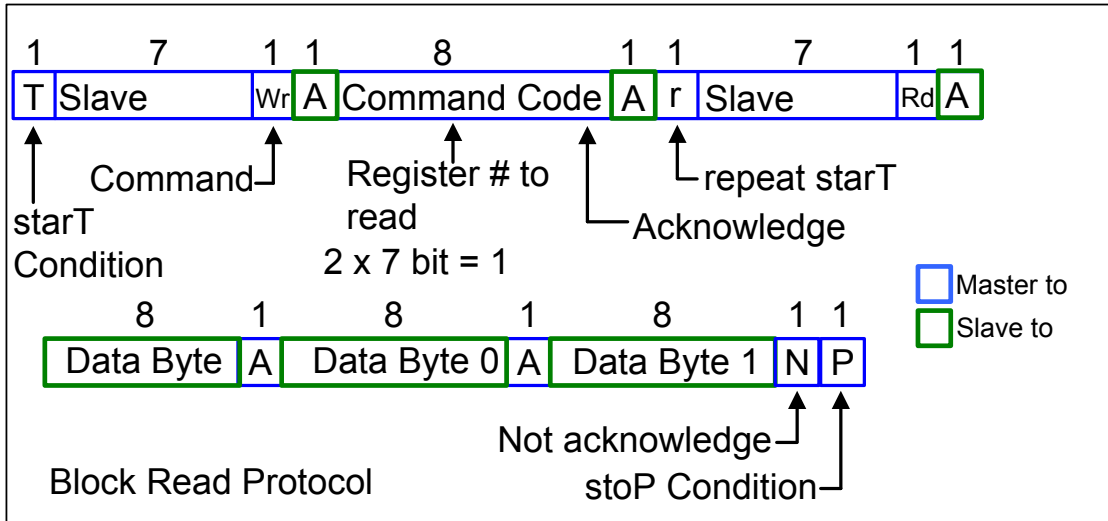 1 7 1 1 8 1 1 7 1 1
T Slave Wr A Command Code A r Slave Rd A
Command
Register # to
read
repeat starT
starT
Condition
Acknowledge
2 x 7 bit = 1
Master to
Slave to
8 1 8 1 8 1 1
Data Byte A Data Byte 0 A Data Byte 1 N P
Not acknowledge
Block Read Protocol
stoP Condition